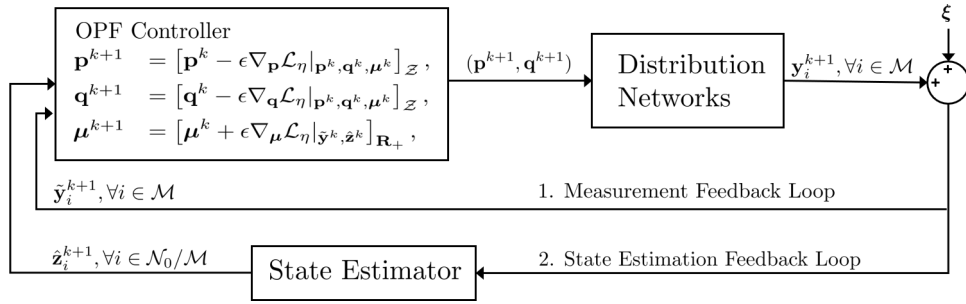 OPF Controller
𝐩^{k+1} = [𝐩^k − ϵ∇_𝐩 ℒ_η|_{𝐩^k,𝐪^k,𝛍^k}]_𝒵 ,
𝐪^{k+1} = [𝐪^k − ϵ∇_𝐪 ℒ_η|_{𝐩^k,𝐪^k,𝛍^k}]_𝒵 ,
𝛍^{k+1} = [𝛍^k + ϵ∇_𝛍 ℒ_η|_{ỹ^k,ẑ^k}]_{𝐑_+} ,
(𝐩^{k+1}, 𝐪^{k+1})
Distribution
Networks
𝐲_i^{k+1}, ∀i ∈ ℳ
𝛏
+
+
ỹ_i^{k+1}, ∀i ∈ ℳ
1. Measurement Feedback Loop
ẑ_i^{k+1}, ∀i ∈ 𝒩_0/ℳ
State Estimator
2. State Estimation Feedback Loop